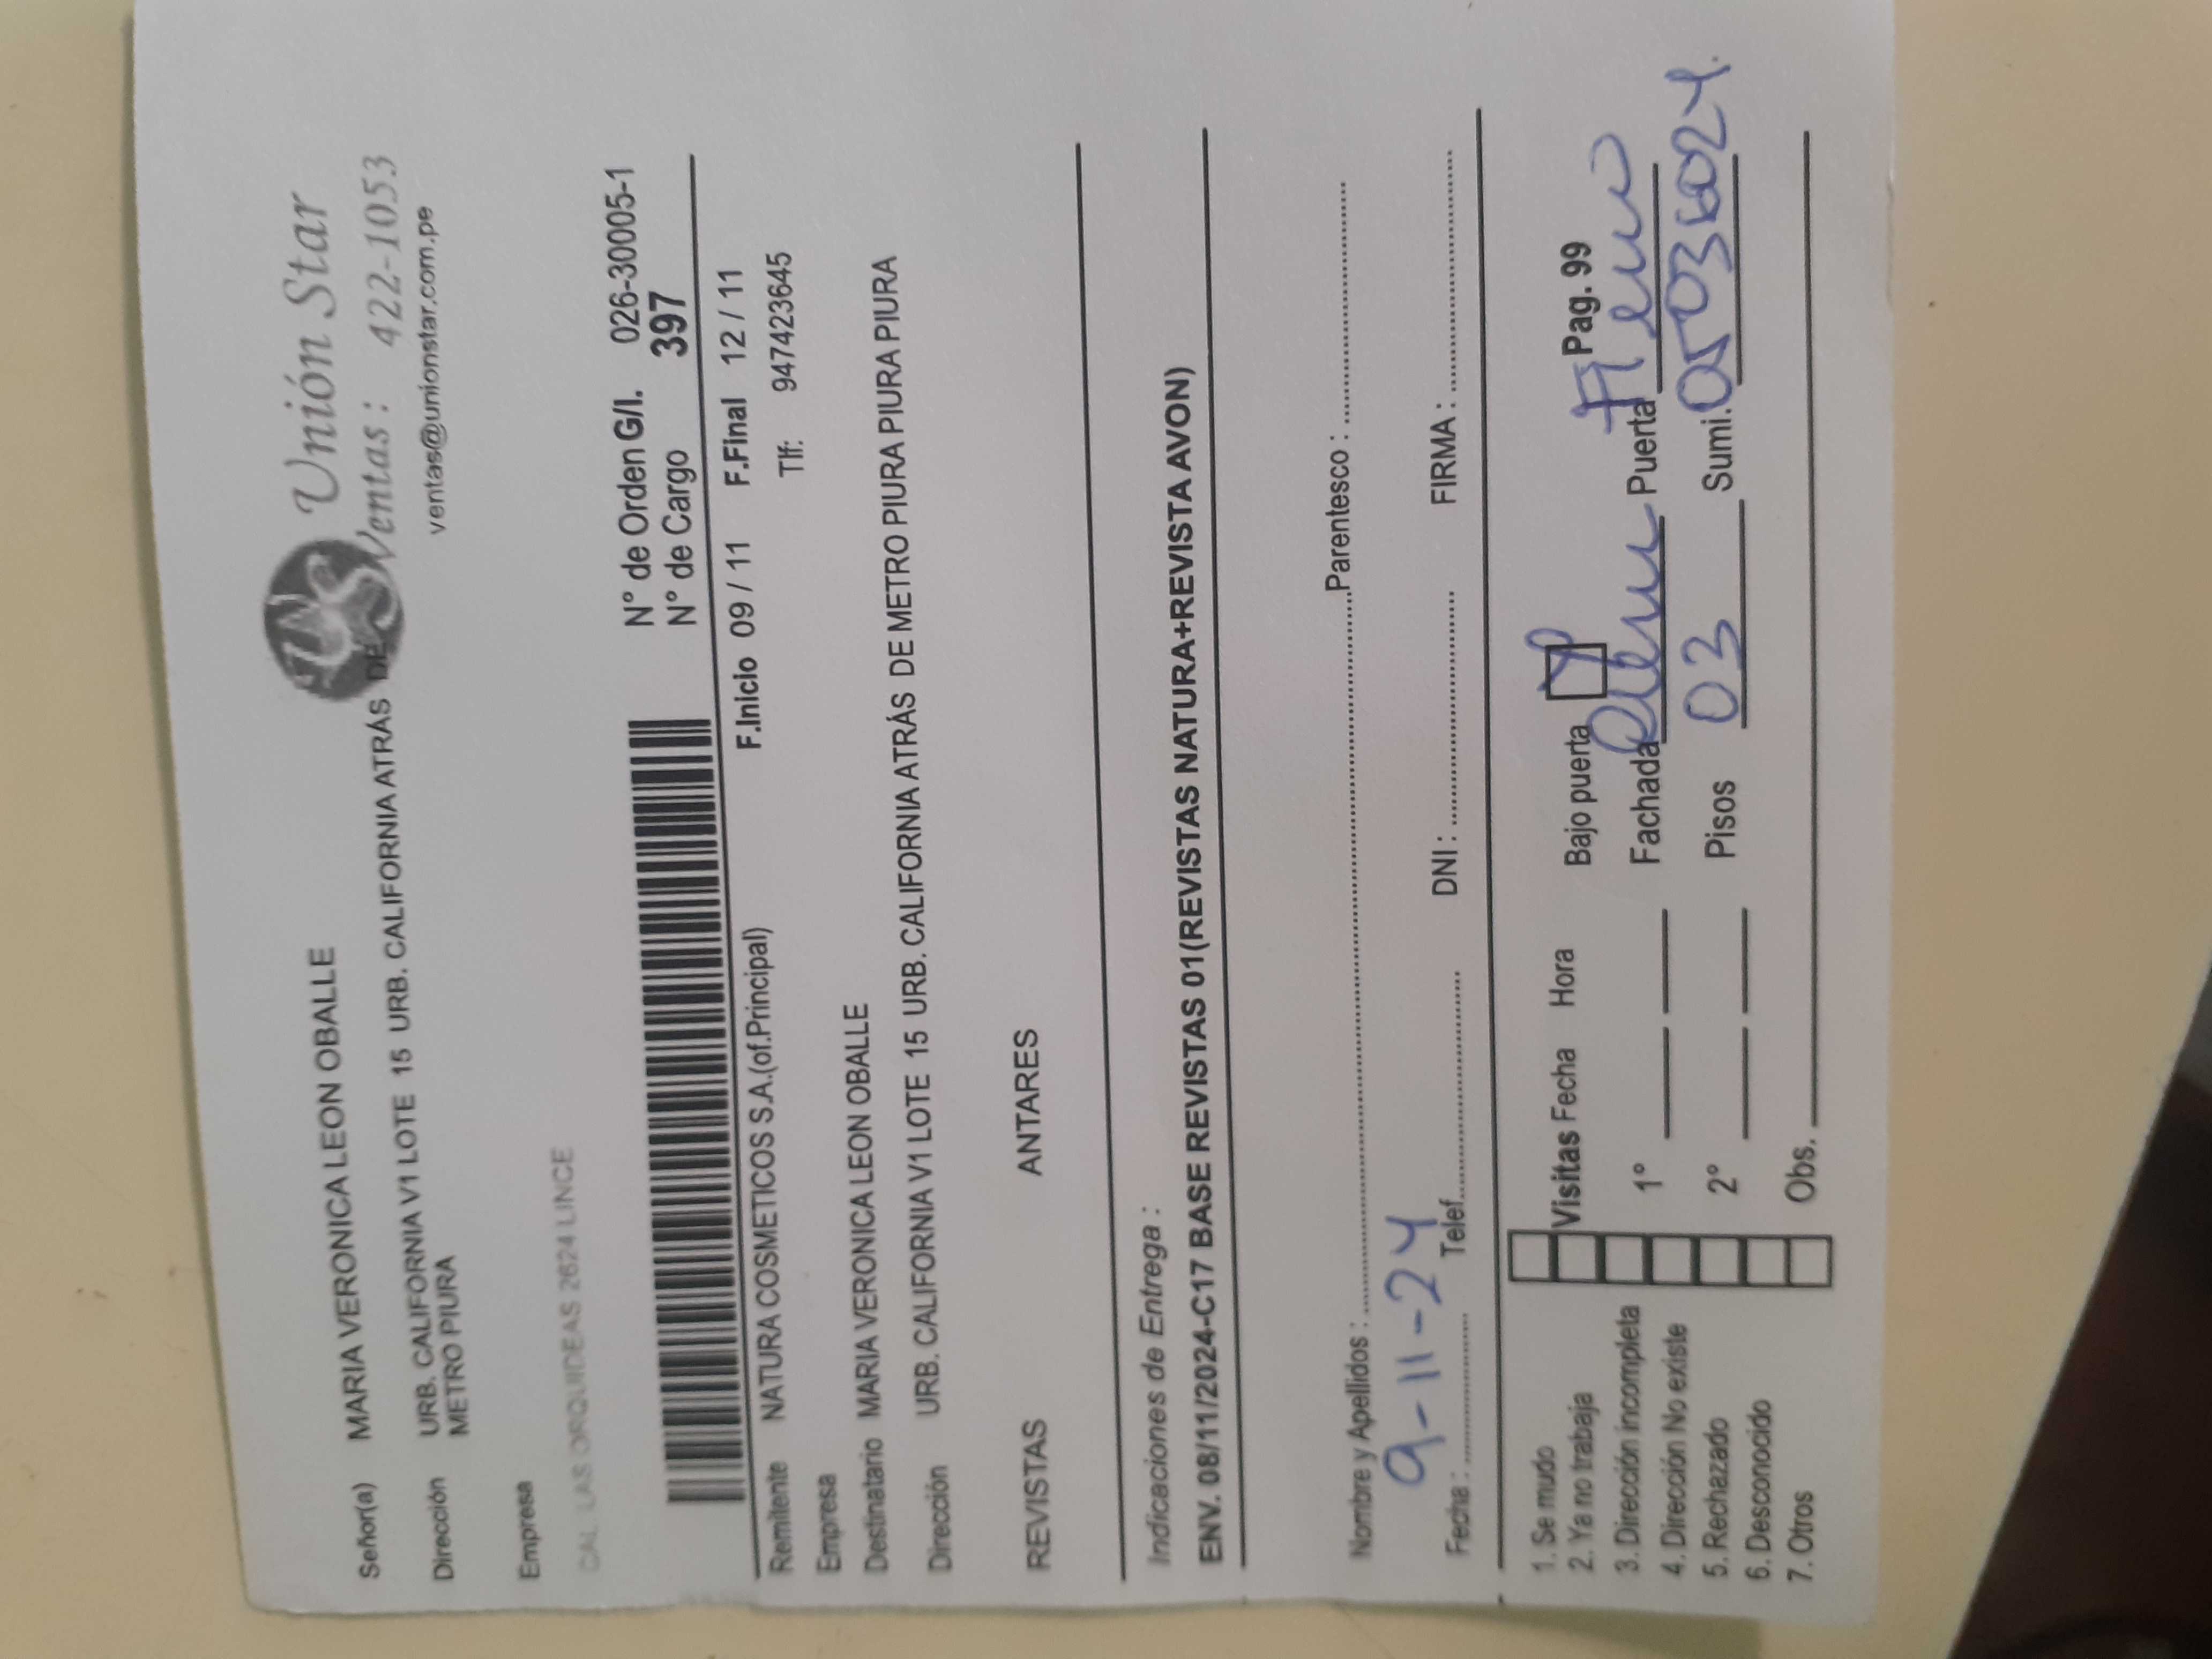 Unión Star
Ventas: 422-1053
ventas@unionstar.com.pe
Señor(a) MARIA VERONICA LEON OBALLE
Dirección URB. CALIFORNIA V1 LOTE 15 URB. CALIFORNIA ATRÁS DE
METRO PIURA
Empresa
CAL. LAS ORQUIDEAS 2624 LINCE
N° de Orden G/I. 026-30005-1
N° de Cargo 397
Remitente NATURA COSMETICOS S.A.(of.Principal) F.Inicio 09 / 11 F.Final 12 / 11
Empresa Tlf: 947423645
Destinatario MARIA VERONICA LEON OBALLE
Dirección URB. CALIFORNIA V1 LOTE 15 URB. CALIFORNIA ATRÁS DE METRO PIURA PIURA PIURA
REVISTAS ANTARES
Indicaciones de Entrega :
ENV. 08/11/2024-C17 BASE REVISTAS 01(REVISTAS NATURA+REVISTA AVON)
Nombre y Apellidos : Parentesco :
Fecha : 9-11-24 Telef. DNI : FIRMA :
1. Se mudo
2. Ya no trabaja
3. Dirección incompleta
4. Dirección No existe
5. Rechazado
6. Desconocido
7. Otros
Visitas Fecha Hora Bajo puerta Pag. 99
1° Fachada Puerta
2° Pisos 03 Sumi.
Obs.